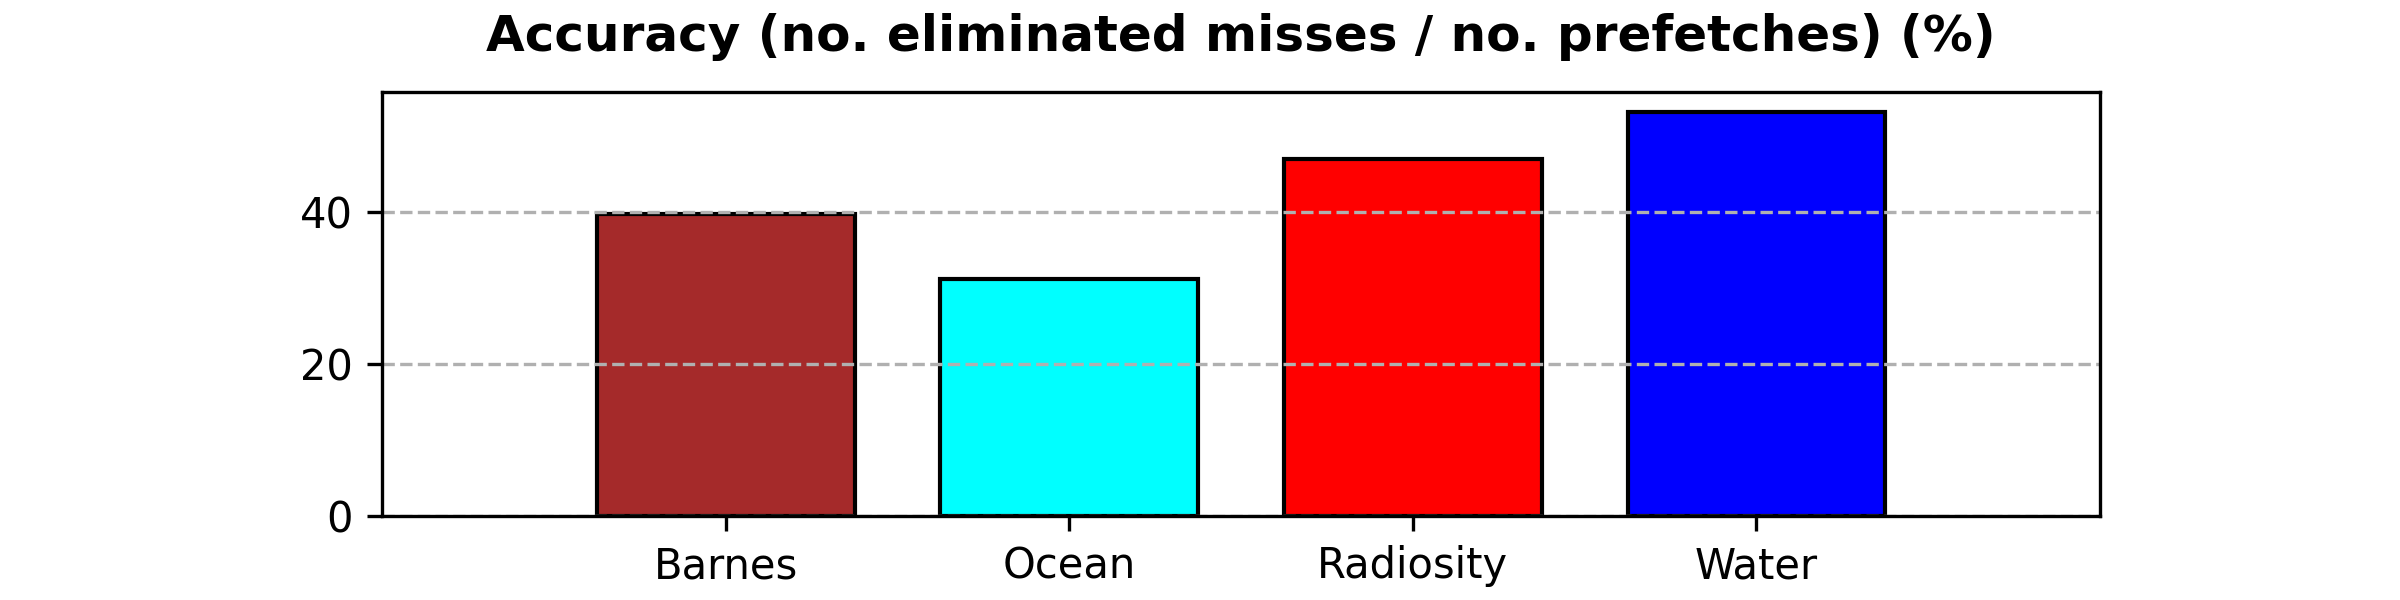 Accuracy (no. eliminated misses / no. prefetches) (%)
40
20
0
Barnes Ocean Radiosity Water